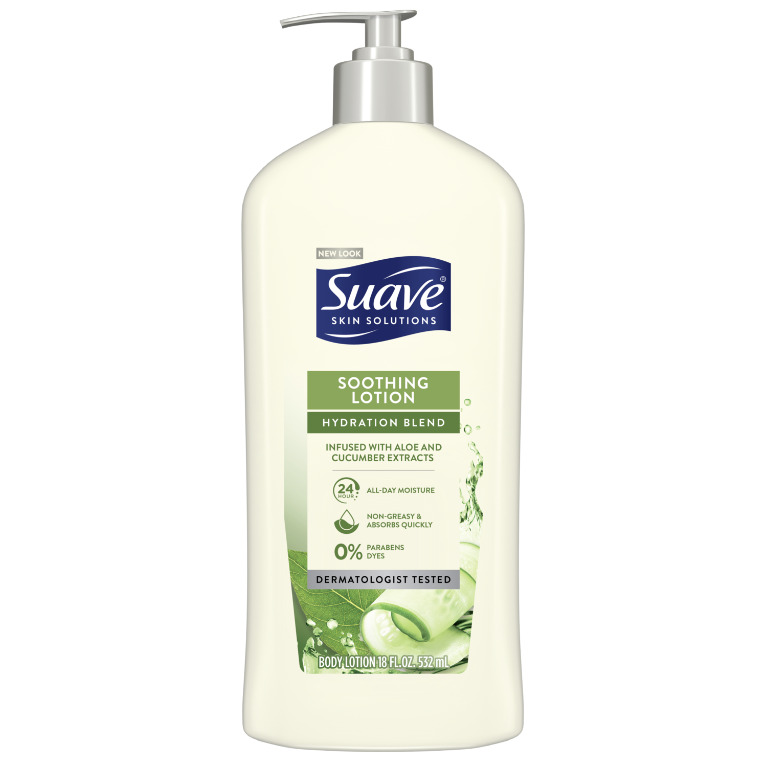 NEW LOOK
Suave®
SKIN SOLUTIONS
SOOTHING
LOTION
HYDRATION BLEND
INFUSED WITH ALOE AND
CUCUMBER EXTRACTS
24
HOUR
ALL-DAY MOISTURE
NON-GREASY &
ABSORBS QUICKLY
0% PARABENS
DYES
DERMATOLOGIST TESTED
BODY LOTION 18 FL.OZ. 532 mL